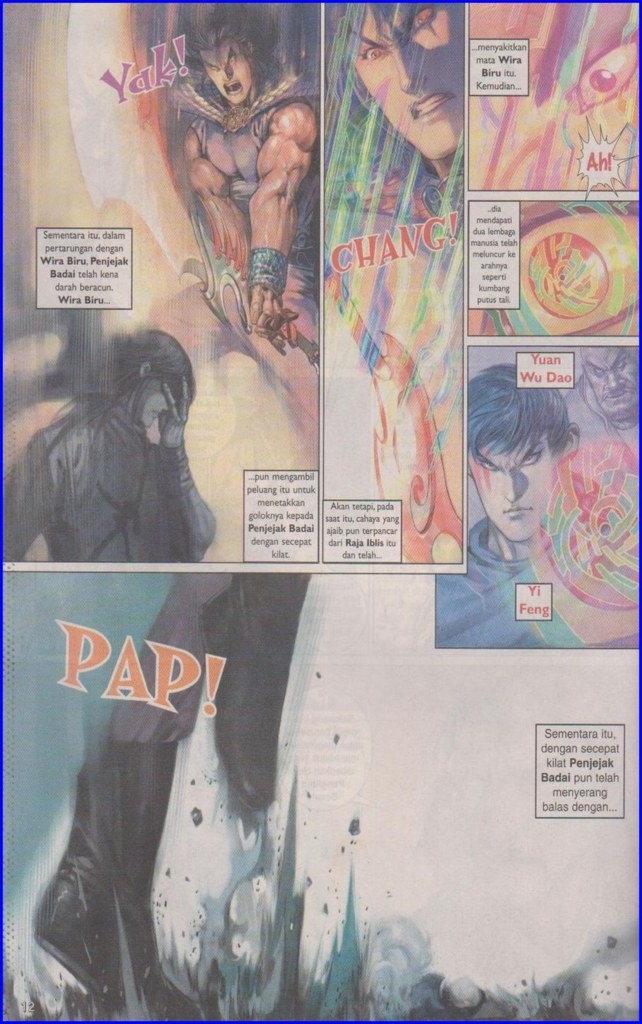 Yak!
Sementara itu, dalam
pertarungan dengan
Wira Biru, Penjejak
Badai telah kena
darah beracun.
Wira Biru...
...pun mengambil
peluang itu untuk
menetakkan
goloknya kepada
Penjejak Badai
dengan secepat
kilat.
CHANG!
Akan tetapi, pada
saat itu, cahaya yang
ajaib pun terpancar
dari Raja Iblis itu
dan telah...
...menyakitkan
mata Wira
Biru itu.
Kemudian...
Ah!
..dia
mendapati
dua lembaga
manusia telah
meluncur ke
arahnya
seperti
kumbang
putus tali.
Yuan
Wu Dao
Yi
Feng
PAP!
Sementara itu,
dengan secepat
kilat Penjejak
Badai pun telah
menyerang
balas dengan...
12